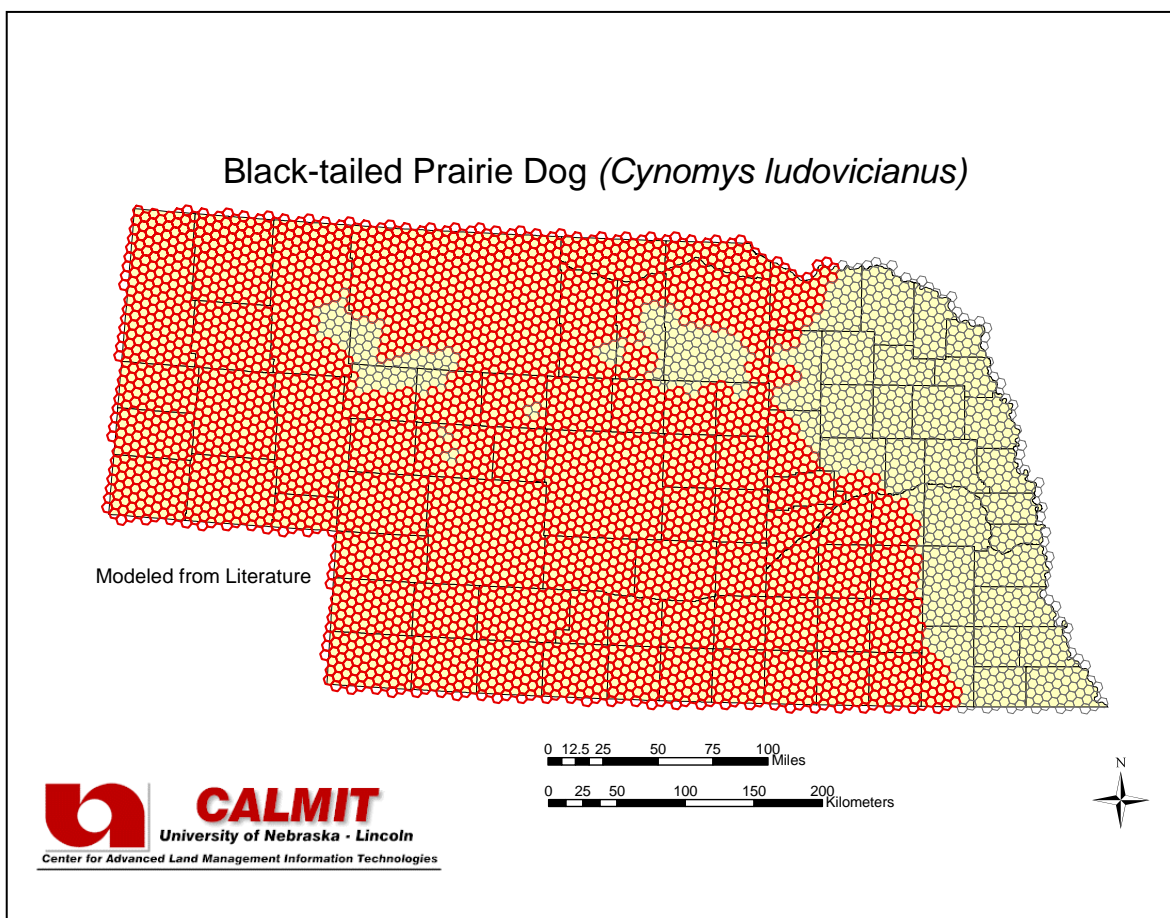 Black-tailed Prairie Dog (Cynomys ludovicianus)
Modeled from Literature
0 12.5 25 50 75 100
Miles
0 25 50 100 150 200
Kilometers
N
CALMIT
University of Nebraska - Lincoln
Center for Advanced Land Management Information Technologies